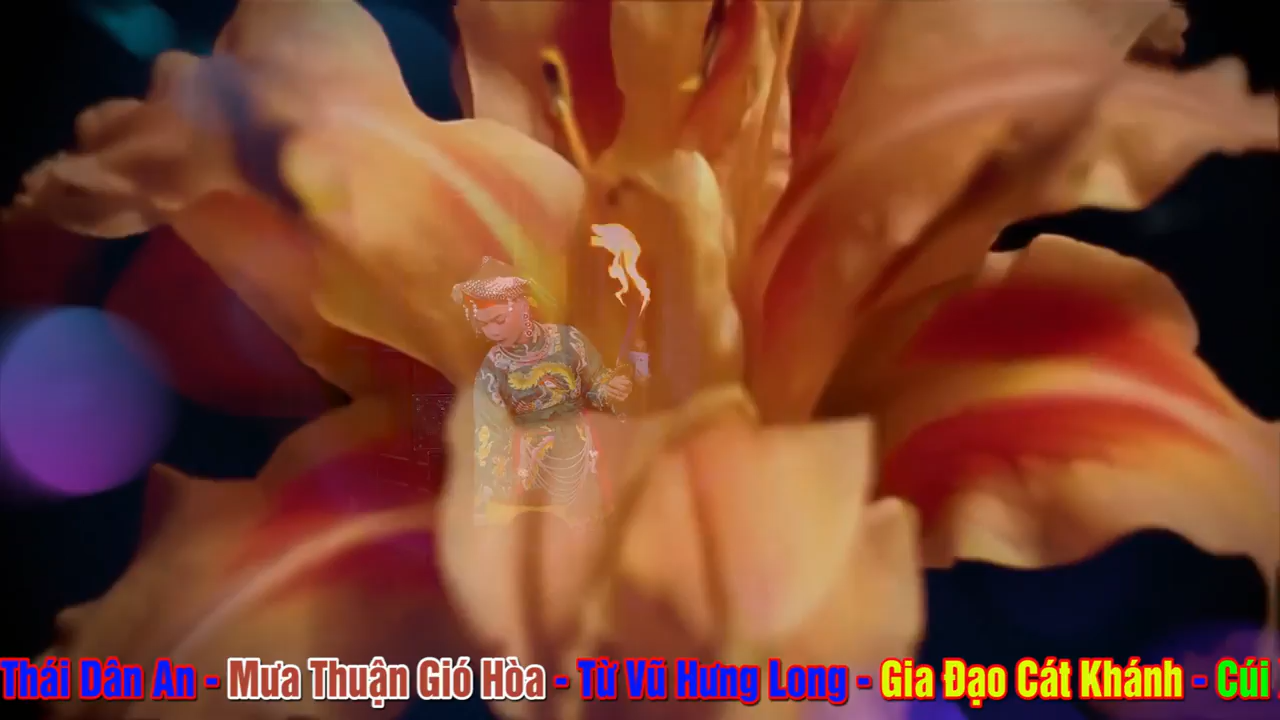 Thái Dân An - Mưa Thuận Gió Hòa - Từ Vũ Hưng Long - Gia Đạo Cát Khánh - Cúi